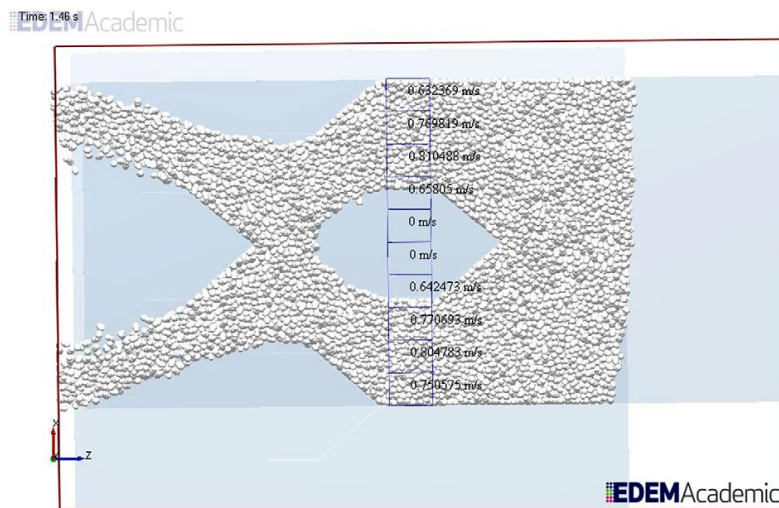 Time: 1.46 s
EDEMAcademic
0.632369 m/s
0.769819 m/s
0.810488 m/s
0.65805 m/s
0 m/s
0 m/s
0.642473 m/s
0.770693 m/s
0.804783 m/s
0.750575 m/s
X
Z
EDEMAcademic